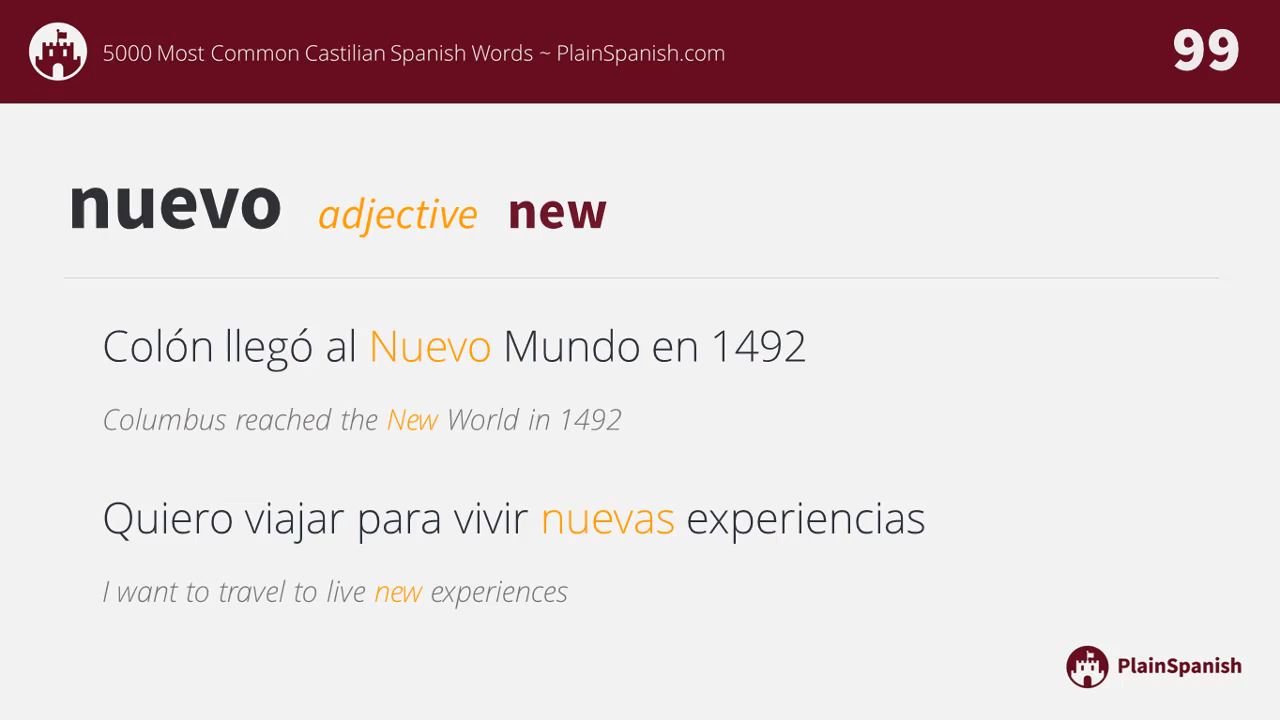 5000 Most Common Castilian Spanish Words ~ PlainSpanish.com
99
nuevo adjective new
Colón llegó al Nuevo Mundo en 1492
Columbus reached the New World in 1492
Quiero viajar para vivir nuevas experiencias
I want to travel to live new experiences
PlainSpanish